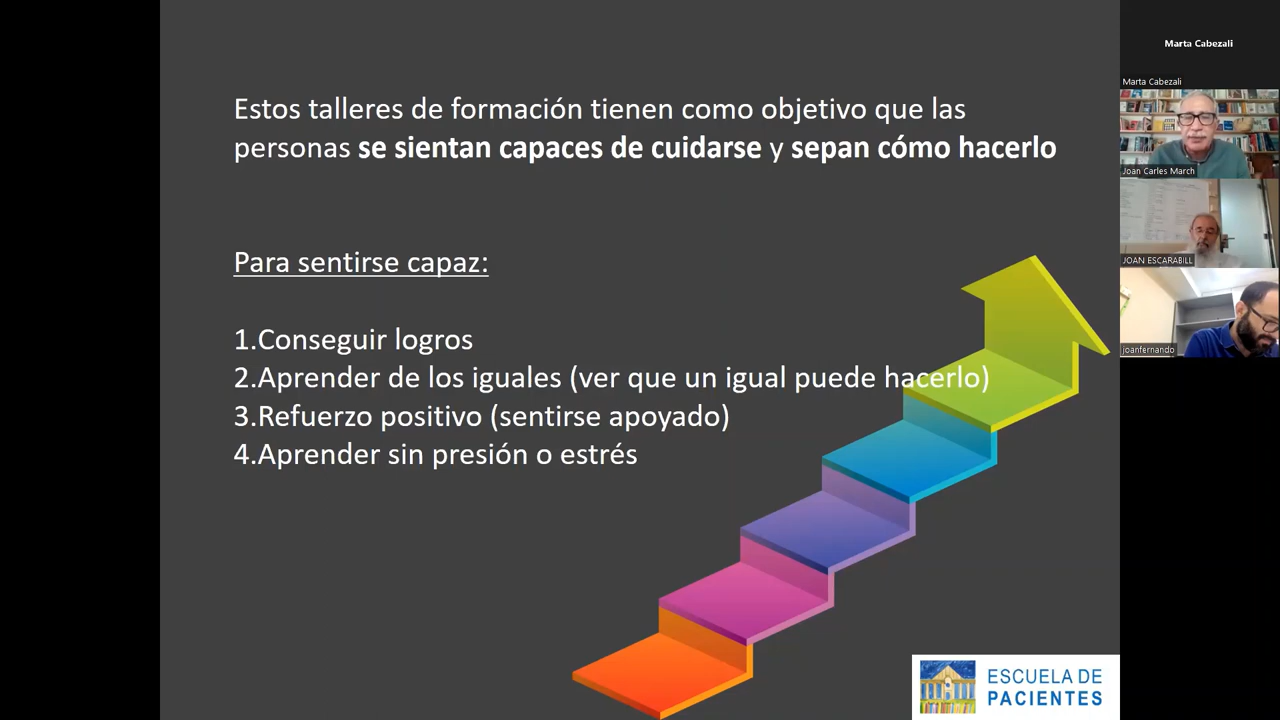 Estos talleres de formación tienen como objetivo que las
personas se sientan capaces de cuidarse y sepan cómo hacerlo
Para sentirse capaz:
1.Conseguir logros
2.Aprender de los iguales (ver que un igual puede hacerlo)
3.Refuerzo positivo (sentirse apoyado)
4.Aprender sin presión o estrés
ESCUELA DE
PACIENTES
Marta Cabezali
Marta Cabezali
Joan Carles March
JOAN ESCARABILL
joanfernando